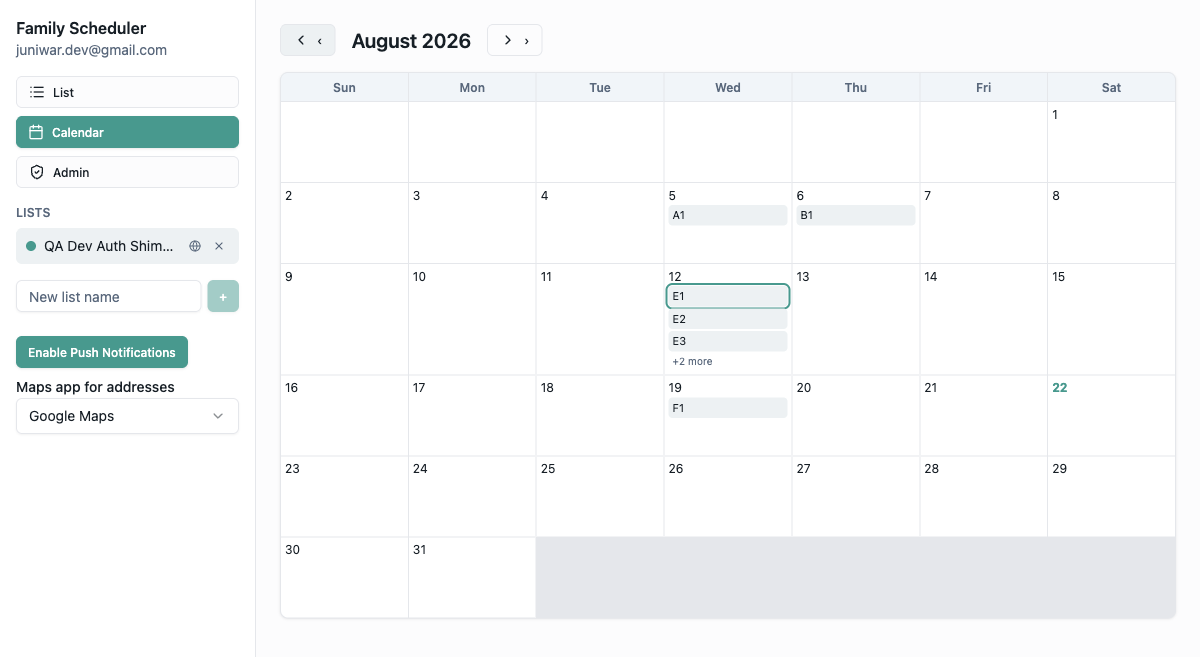 Family Scheduler
juniwar.dev@gmail.com
List
Calendar
Admin
LISTS
QA Dev Auth Shim...
New list name
+
Enable Push Notifications
Maps app for addresses
Google Maps
‹ August 2026 ›
Sun Mon Tue Wed Thu Fri Sat
1
2 3 4 5 6 7 8
A1 B1
9 10 11 12 13 14 15
E1
E2
E3
+2 more
16 17 18 19 20 21 22
F1
23 24 25 26 27 28 29
30 31